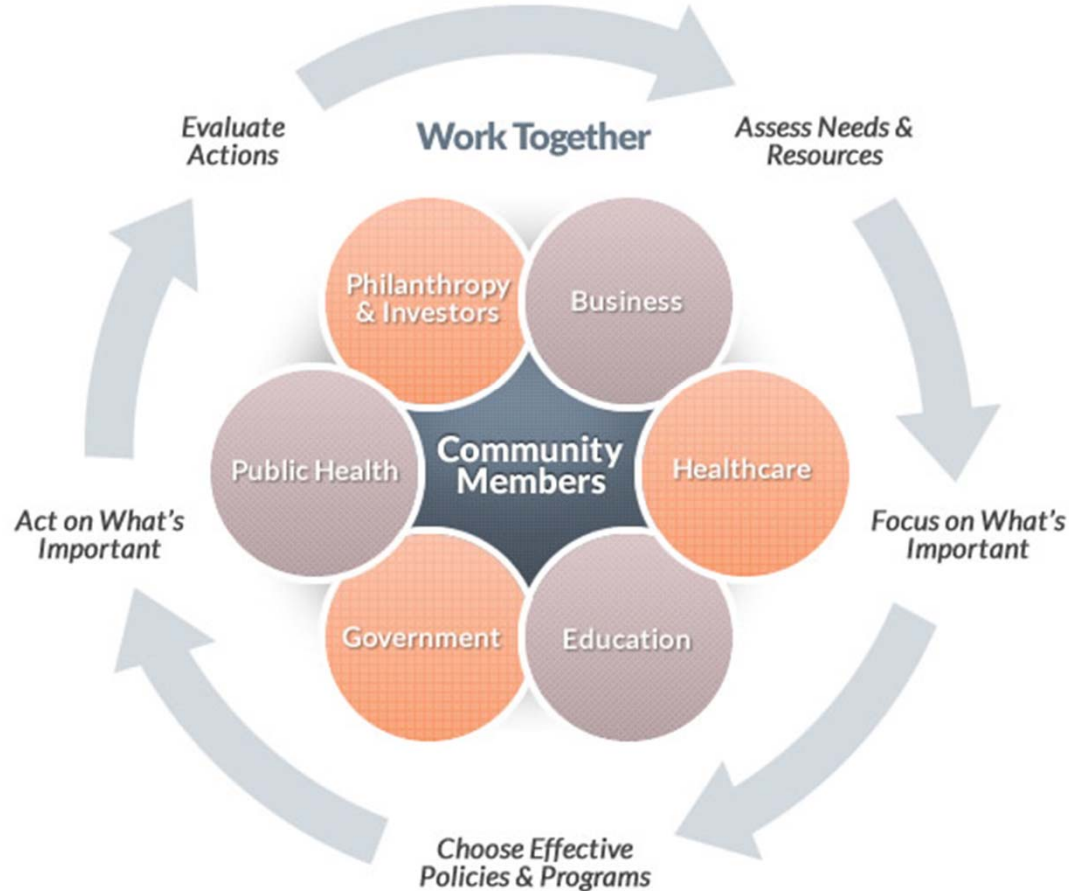 Work Together
Evaluate
Actions
Assess Needs &
Resources
Philanthropy
& Investors
Business
Public Health
Community
Members
Healthcare
Act on What's
Important
Focus on What's
Important
Government
Education
Choose Effective
Policies & Programs